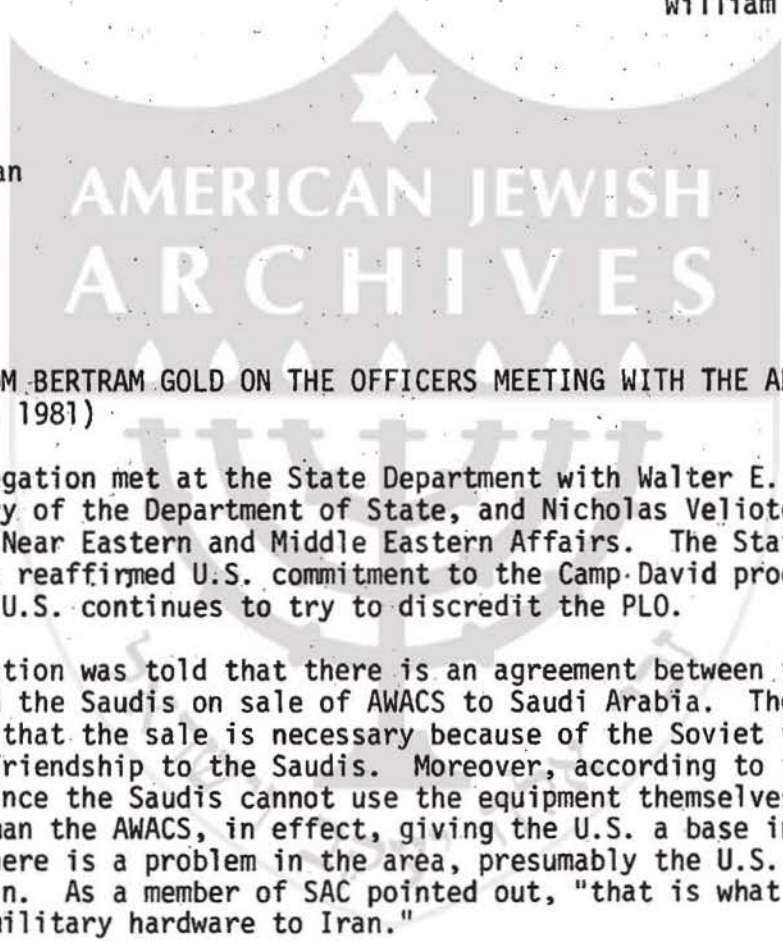 William
an
AMERICAN JEWISH
ARCHIVES
M BERTRAM GOLD ON THE OFFICERS MEETING WITH THE A
1981)
gation met at the State Department with Walter E.
y of the Department of State, and Nicholas Veliot
Near Eastern and Middle Eastern Affairs. The Sta
reaffirmed U.S. commitment to the Camp David pro
U.S. continues to try to discredit the PLO.
tion was told that there is an agreement between
the Saudis on sale of AWACS to Saudi Arabia. Th
that the sale is necessary because of the Soviet
friendship to the Saudis. Moreover, according to
nce the Saudis cannot use the equipment themselve
man the AWACS, in effect, giving the U.S. a base i
here is a problem in the area, presumably the U.S.
n. As a member of SAC pointed out, "that is what
military hardware to Iran."